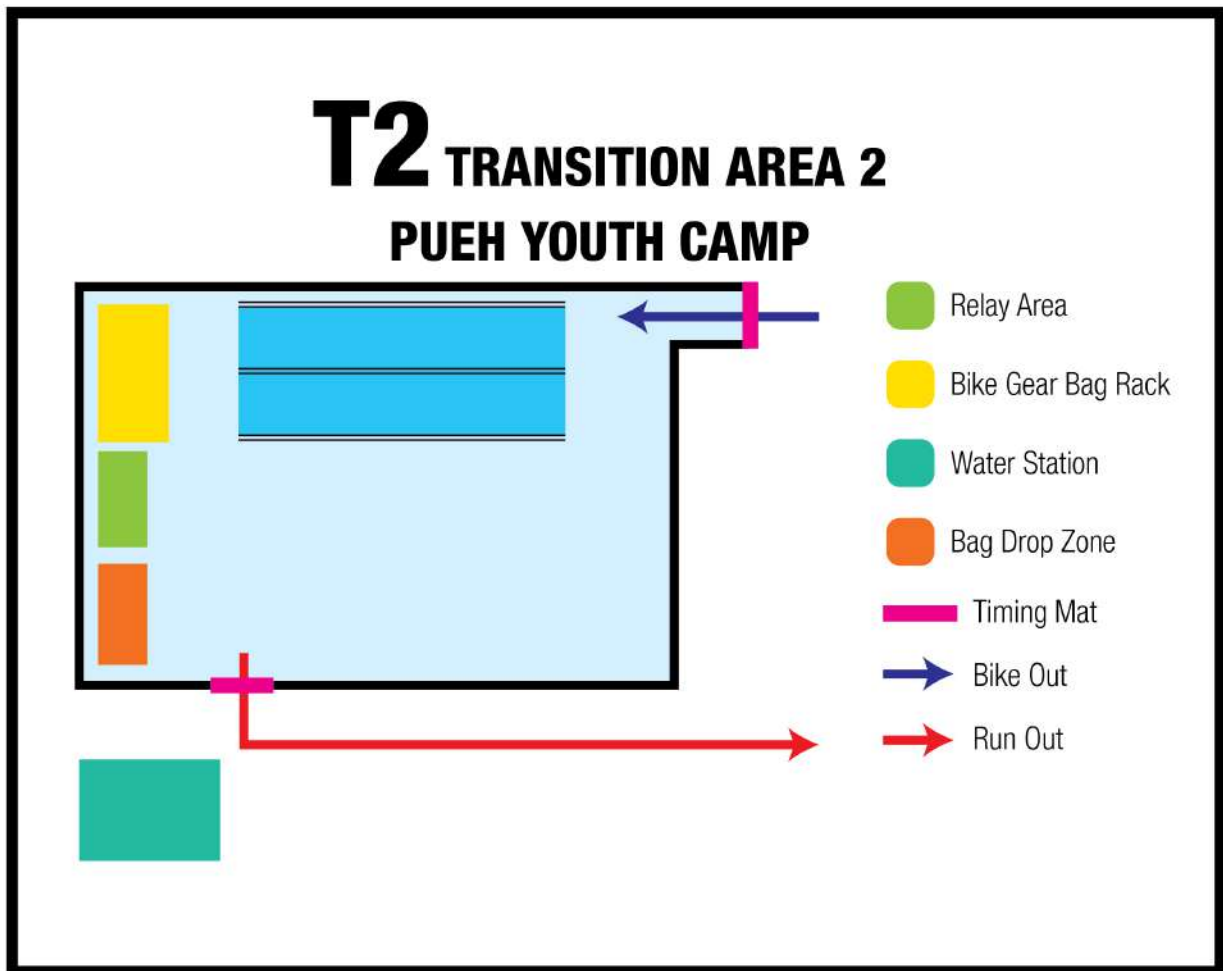 T2 TRANSITION AREA 2
PUEH YOUTH CAMP
Relay Area
Bike Gear Bag Rack
Water Station
Bag Drop Zone
Timing Mat
Bike Out
Run Out